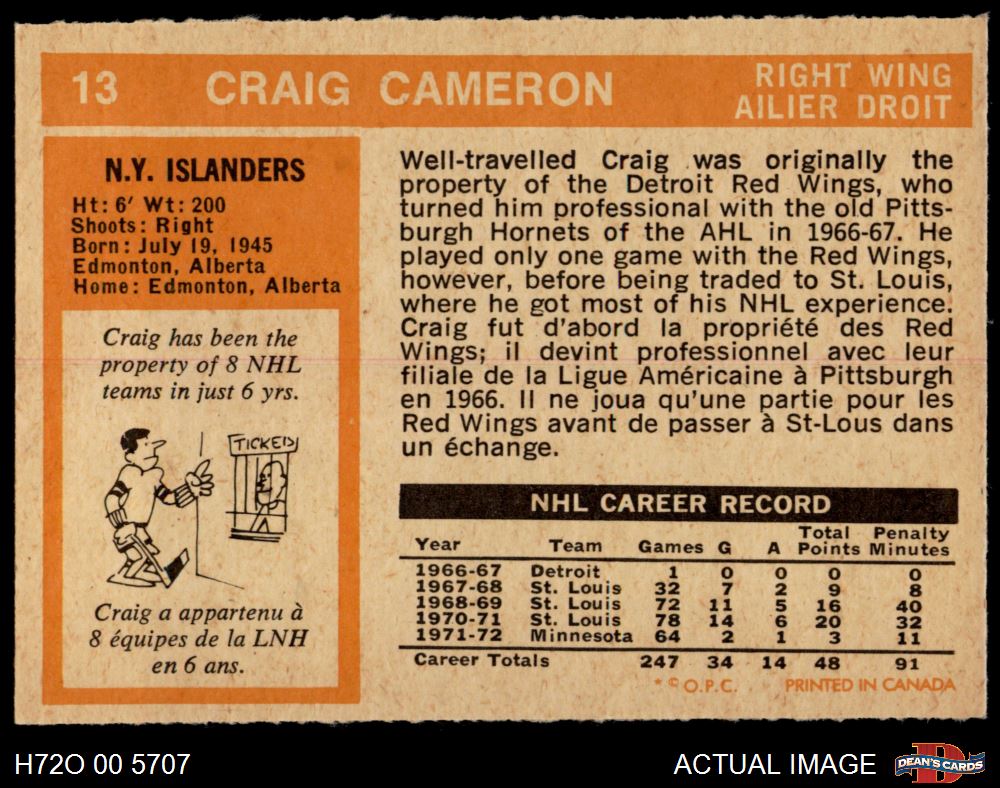 13 CRAIG CAMERON
RIGHT WING
AILIER DROIT
N.Y. ISLANDERS
Ht: 6' Wt: 200
Shoots: Right
Born: July 19, 1945
Edmonton, Alberta
Home: Edmonton, Alberta
Craig has been the
property of 8 NHL
teams in just 6 yrs.
TICKETS
Craig a appartenu à
8 équipes de la LNH
en 6 ans.
Well-travelled Craig was originally the
property of the Detroit Red Wings, who
turned him professional with the old Pitts-
burgh Hornets of the AHL in 1966-67. He
played only one game with the Red Wings,
however, before being traded to St. Louis,
where he got most of his NHL experience.
Craig fut d'abord la propriété des Red
Wings; il devint professionnel avec leur
filiale de la Ligue Américaine à Pittsburgh
en 1966. Il ne joua qu'une partie pour les
Red Wings avant de passer à St-Lous dans
un échange.
NHL CAREER RECORD
Year Team Games G A Total Points Penalty Minutes
1966-67 Detroit 1 0 0 0 0
1967-68 St. Louis 32 7 2 9 8
1968-69 St. Louis 72 11 5 16 40
1970-71 St. Louis 78 14 6 20 32
1971-72 Minnesota 64 2 1 3 11
Career Totals 247 34 14 48 91
* © O.P.C. PRINTED IN CANADA
H72O 00 5707
ACTUAL IMAGE
DEAN'S CARDS